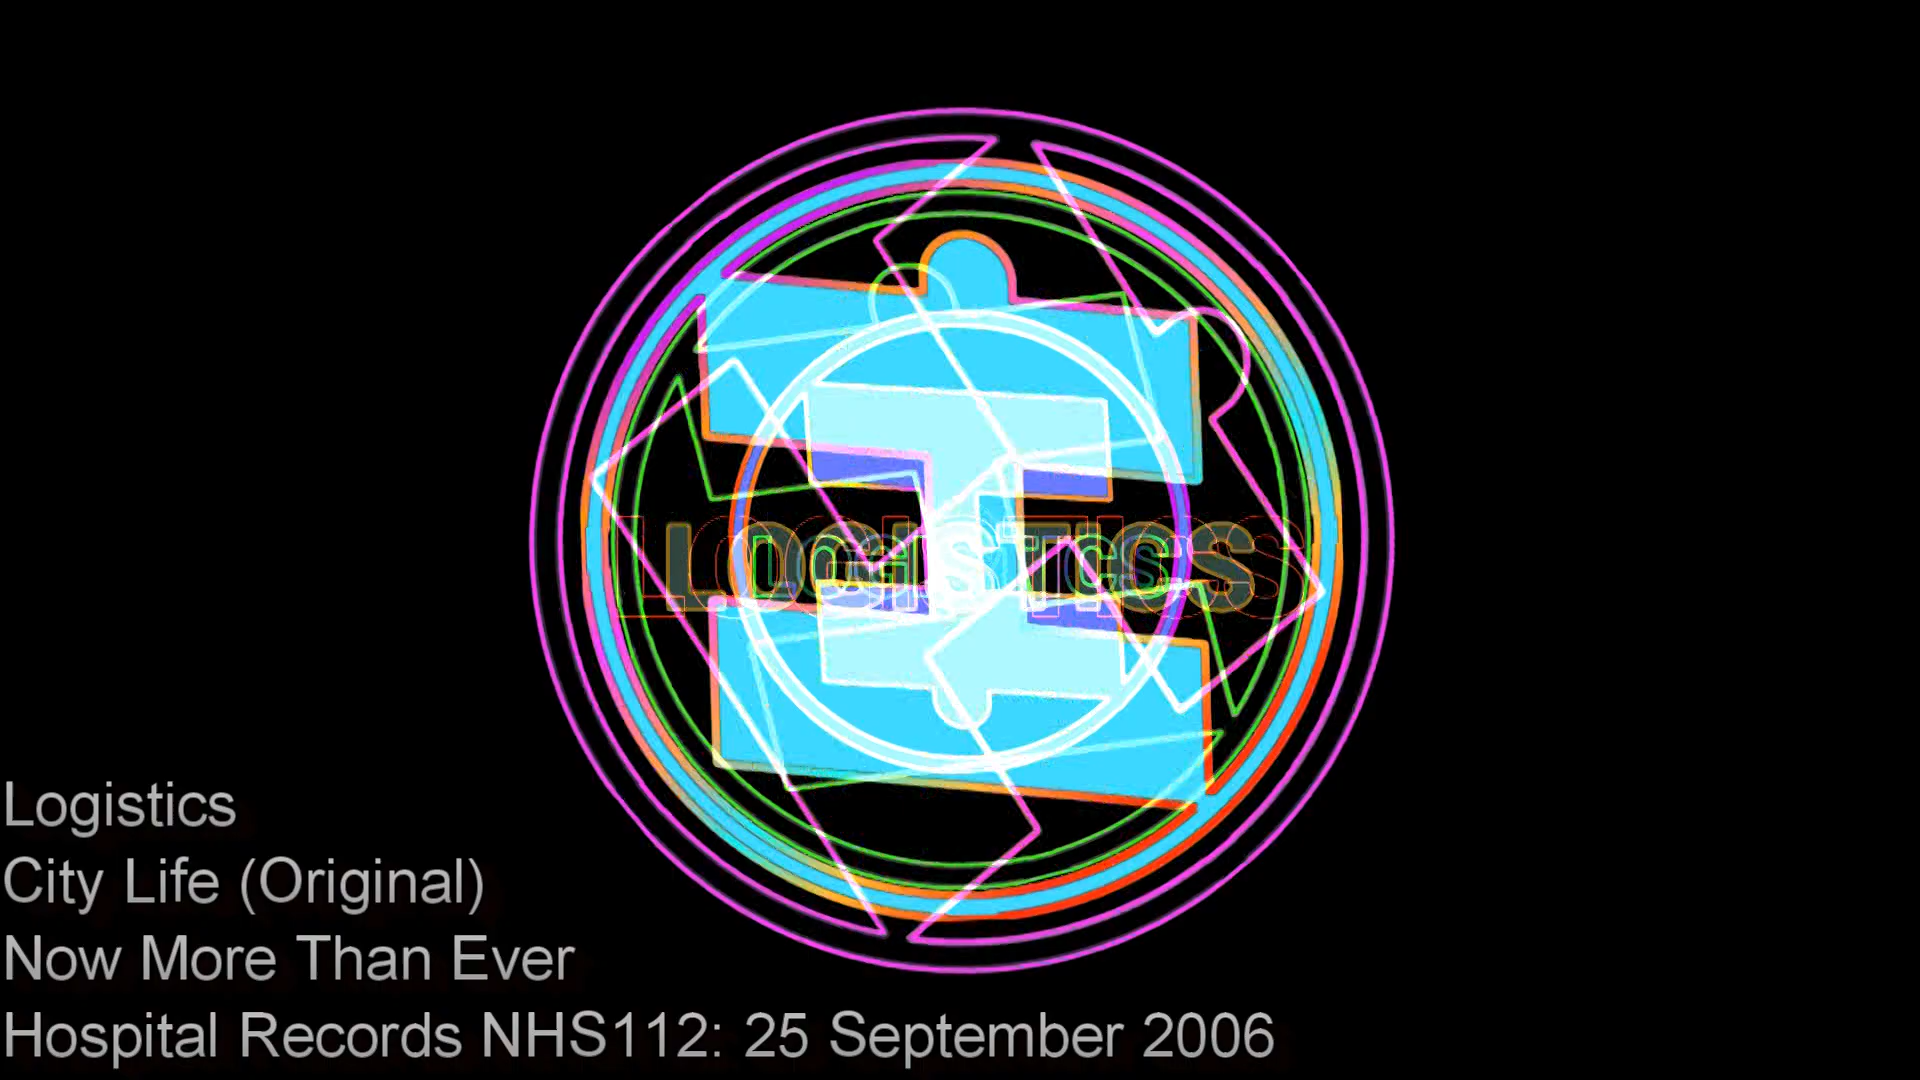 LOGISTICS
Logistics
City Life (Original)
Now More Than Ever
Hospital Records NHS112: 25 September 2006